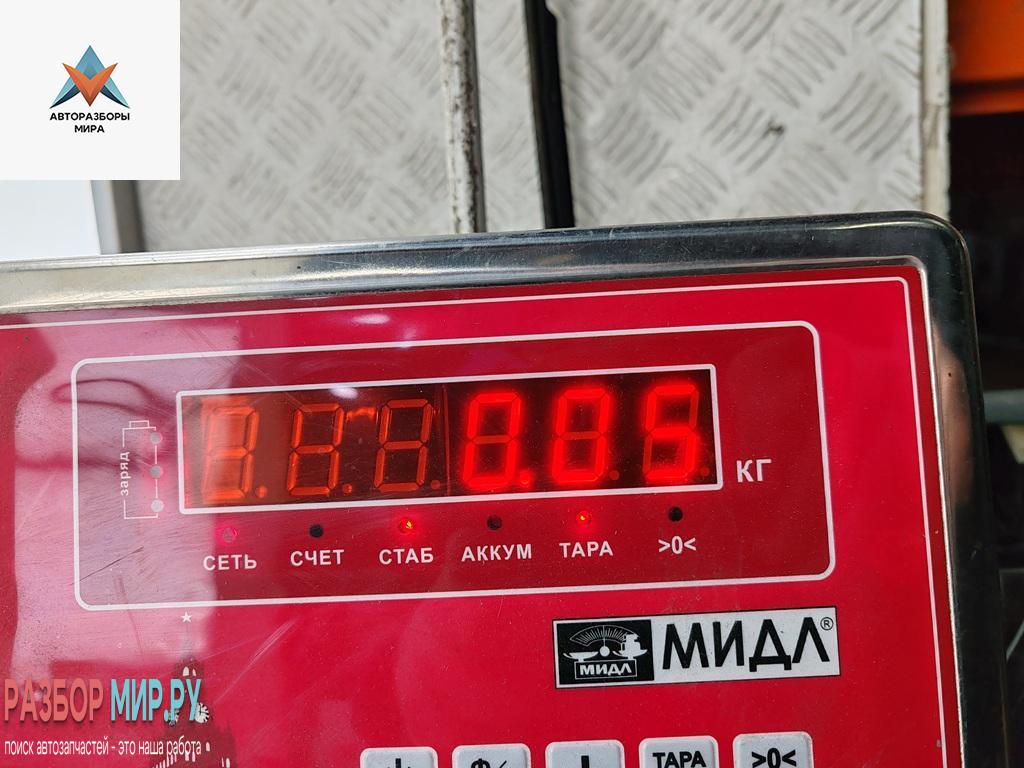 АВТОРАЗБОРЫ
МИРА
заряд
0.05
КГ
СЕТЬ СЧЕТ СТАБ АККУМ ТАРА >0<
МИДЛ МИДЛ®
РАЗБОР МИР.РУ
поиск автозапчастей - это наша работа
ТАРА >0<